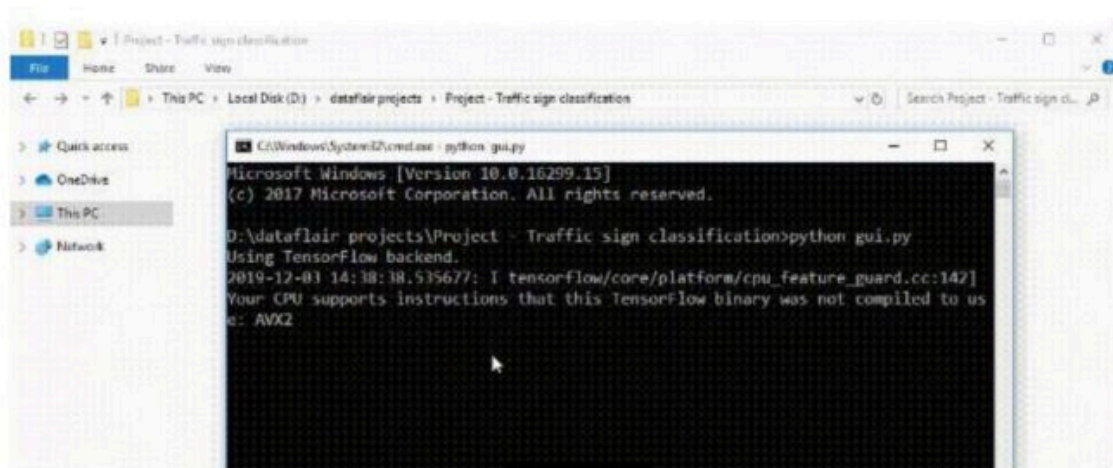 Project - Traffic sign classification
File Home Share View
This PC > Local Disk (D:) > dataflair projects > Project - Traffic sign classification
Search Project - Traffic sign cl...
Quick access
OneDrive
This PC
Network
C:\Windows\System32\cmd.exe - python gui.py
Microsoft Windows [Version 10.0.16299.15]
(c) 2017 Microsoft Corporation. All rights reserved.
D:\dataflair projects\Project - Traffic sign classification>python gui.py
Using TensorFlow backend.
2019-12-03 14:38:38.535677: I tensorflow/core/platform/cpu_feature_guard.cc:142]
Your CPU supports instructions that this TensorFlow binary was not compiled to us
e: AVX2